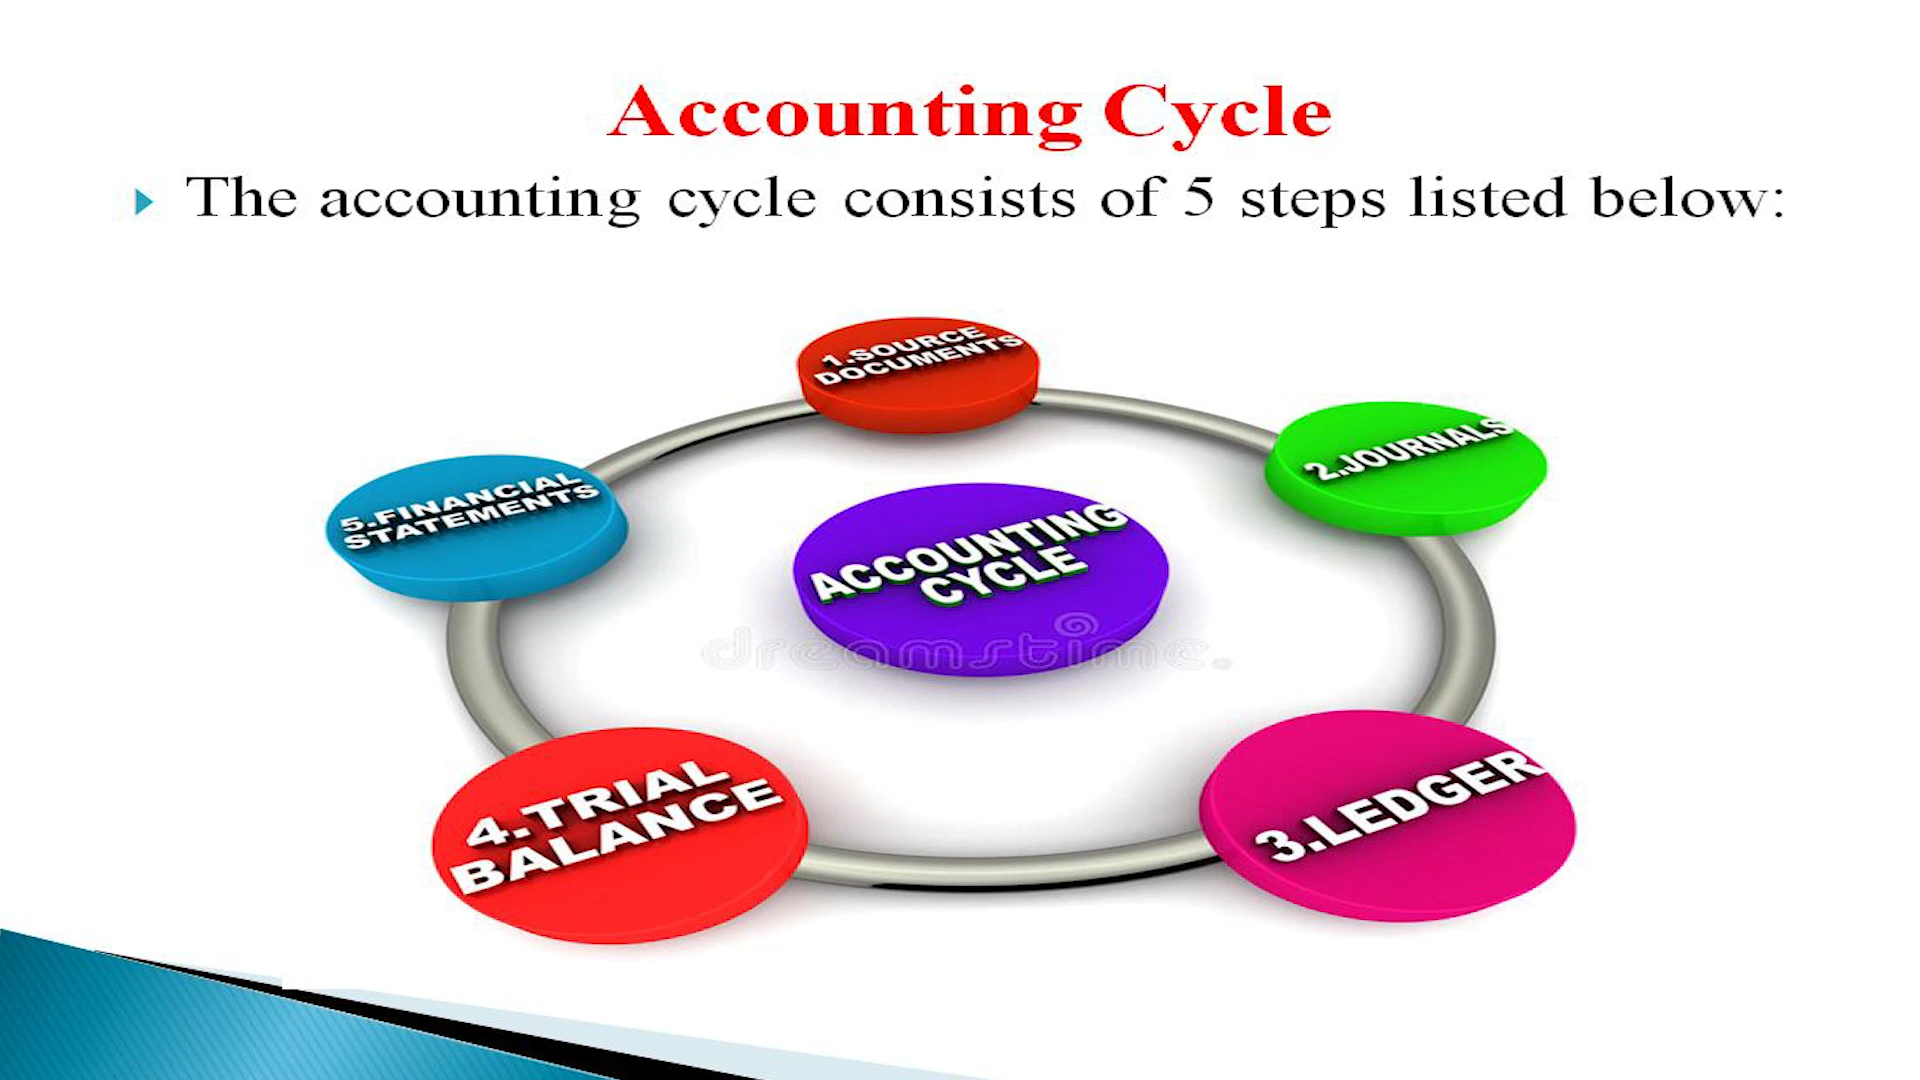 Accounting Cycle
The accounting cycle consists of 5 steps listed below:
1.SOURCE
DOCUMENTS
2.JOURNALS
5.FINANCIAL
STATEMENTS
ACCOUNTING
CYCLE
dreamstime.
4.TRIAL
BALANCE
3.LEDGER